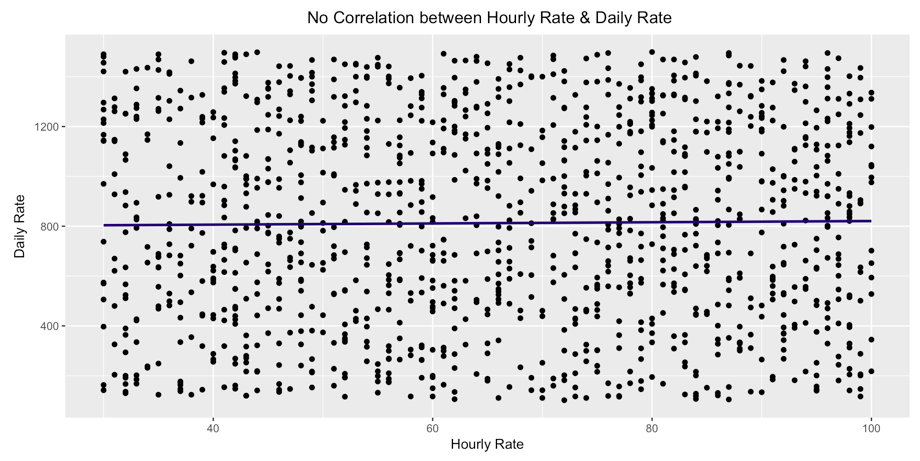 No Correlation between Hourly Rate & Daily Rate
Daily Rate
1200
800
400
40 60 80 100
Hourly Rate